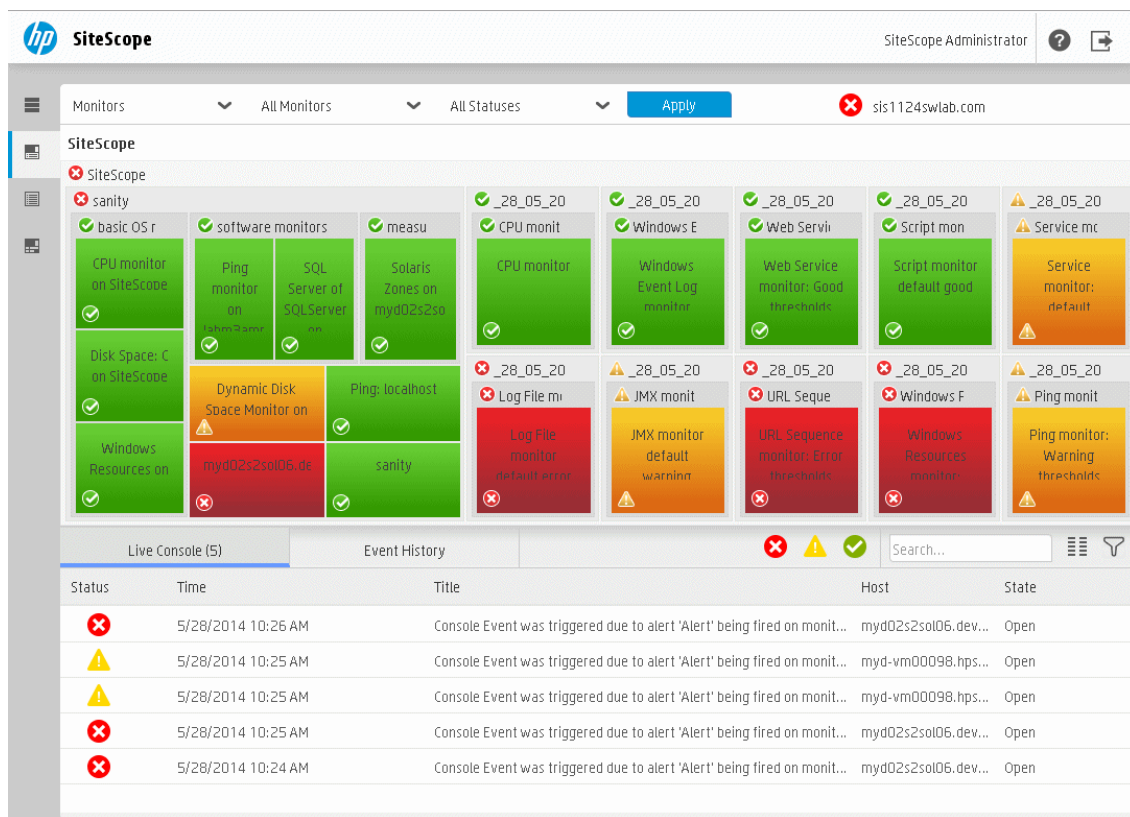 hp SiteScope SiteScope Administrator ?
Monitors All Monitors All Statuses Apply sis1124swlab.com
SiteScope
SiteScope
sanity
basic OS r
CPU monitor
on SiteScope
Disk Space: C
on SiteScope
Windows
Resources on
software monitors
Ping
monitor
on
SQL
Server of
SQLServer
on
measu
Solaris
Zones on
myd02s2so
Dynamic Disk
Space Monitor on
Ping: localhost
myd02s2sol06.de
sanity
_28_05_20
CPU monit
CPU monitor
_28_05_20
Windows E
Windows
Event Log
monitor
_28_05_20
Web Servi
Web Service
monitor: Good
thresholds
_28_05_20
Script mon
Script monitor
default good
_28_05_20
Service mc
Service
monitor:
default
_28_05_20
Log File mi
Log File
monitor
default error
_28_05_20
JMX monit
JMX monitor
default
warning
_28_05_20
URL Seque
URL Sequence
monitor: Error
thresholds
_28_05_20
Windows F
Windows
Resources
monitor:
_28_05_20
Ping monit
Ping monitor:
Warning
thresholds
Live Console (5) Event History Search...
Status Time Title Host State
5/28/2014 10:26 AM Console Event was triggered due to alert 'Alert' being fired on monit... myd02s2sol06.dev... Open
5/28/2014 10:25 AM Console Event was triggered due to alert 'Alert' being fired on monit... myd-vm00098.hps... Open
5/28/2014 10:25 AM Console Event was triggered due to alert 'Alert' being fired on monit... myd-vm00098.hps... Open
5/28/2014 10:25 AM Console Event was triggered due to alert 'Alert' being fired on monit... myd02s2sol06.dev... Open
5/28/2014 10:24 AM Console Event was triggered due to alert 'Alert' being fired on monit... myd02s2sol06.dev... Open